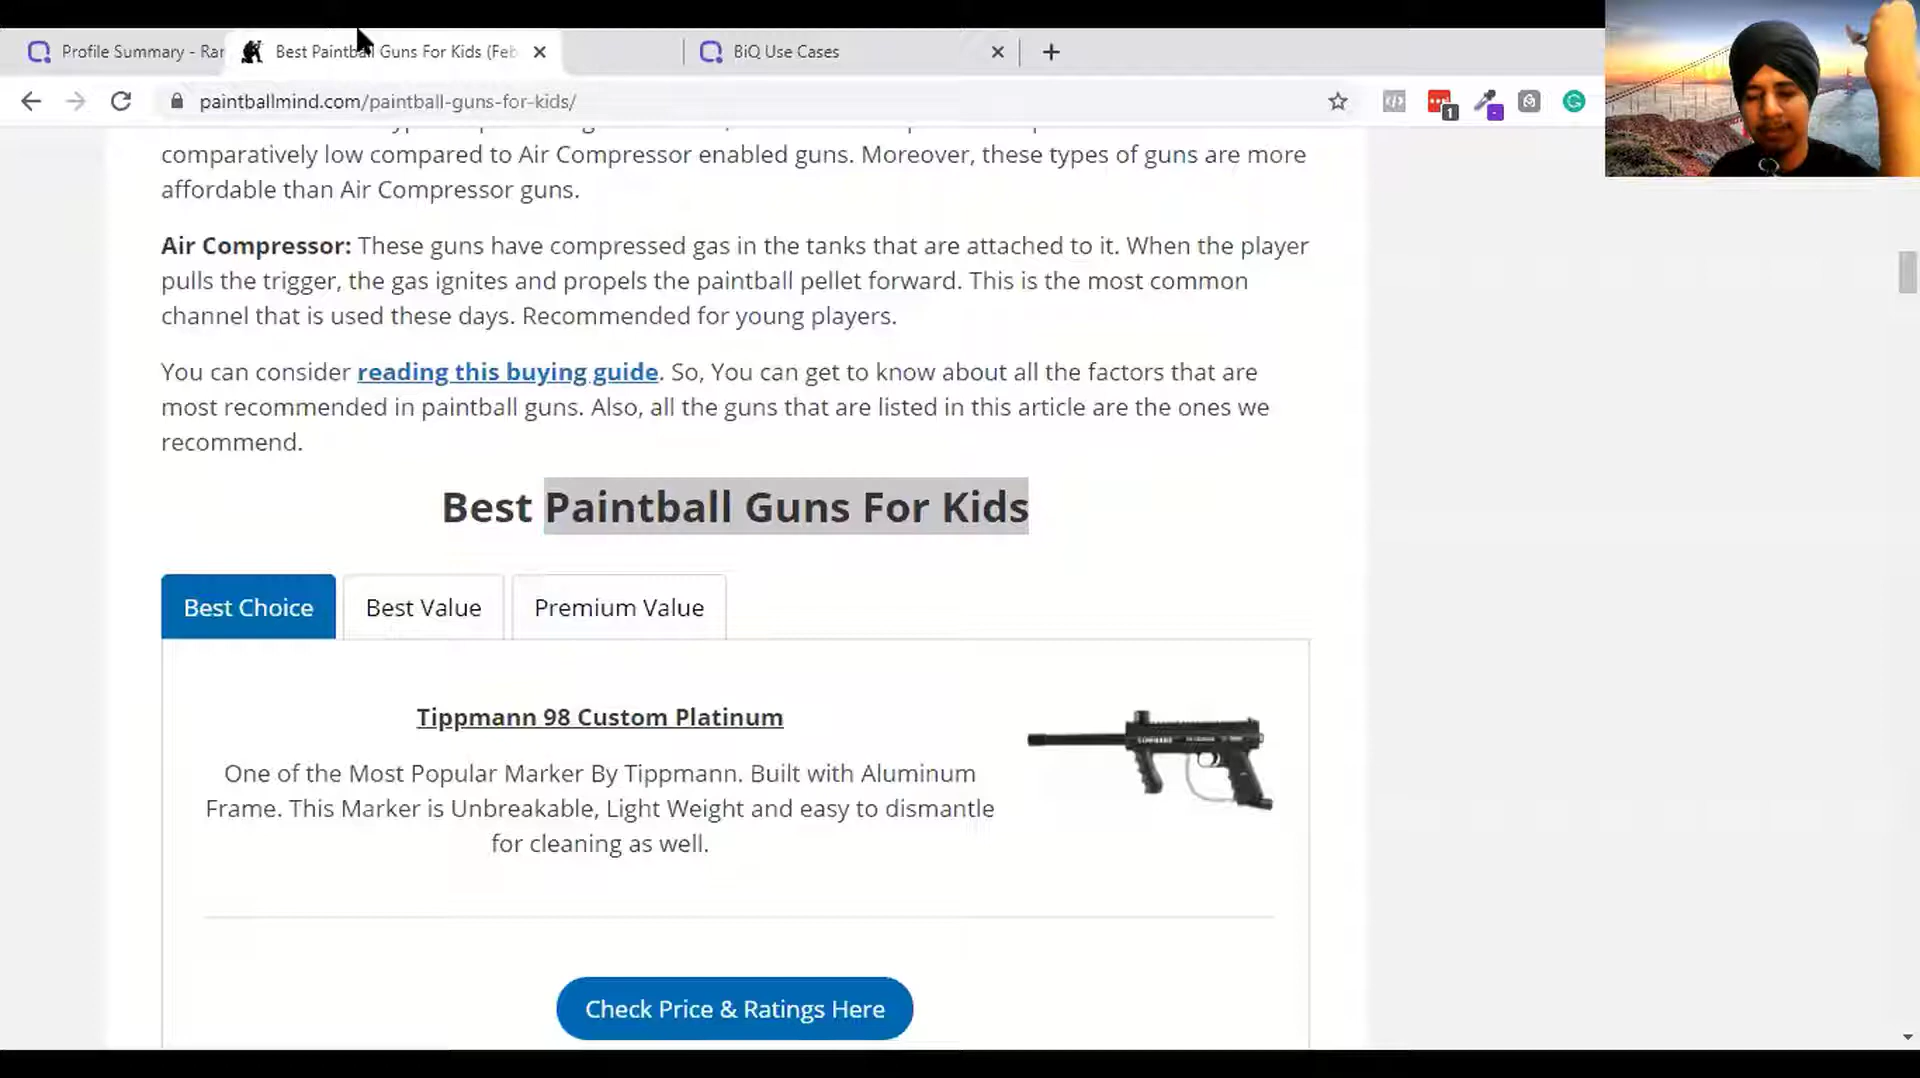 Profile Summary - Rar
Best Paintball Guns For Kids (Feb
BiQ Use Cases
paintballmind.com/paintball-guns-for-kids/
1
comparatively low compared to Air Compressor enabled guns. Moreover, these types of guns are more
affordable than Air Compressor guns.
Air Compressor: These guns have compressed gas in the tanks that are attached to it. When the player
pulls the trigger, the gas ignites and propels the paintball pellet forward. This is the most common
channel that is used these days. Recommended for young players.
You can consider reading this buying guide. So, You can get to know about all the factors that are
most recommended in paintball guns. Also, all the guns that are listed in this article are the ones we
recommend.
Best Paintball Guns For Kids
Best Choice
Best Value
Premium Value
Tippmann 98 Custom Platinum
One of the Most Popular Marker By Tippmann. Built with Aluminum
Frame. This Marker is Unbreakable, Light Weight and easy to dismantle
for cleaning as well.
Check Price & Ratings Here